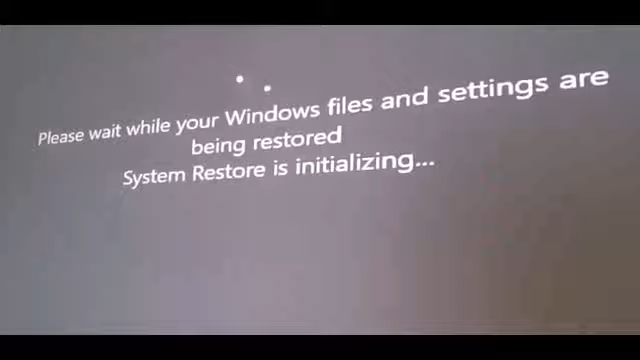 Please wait while your Windows files and settings are
being restored
System Restore is initializing...